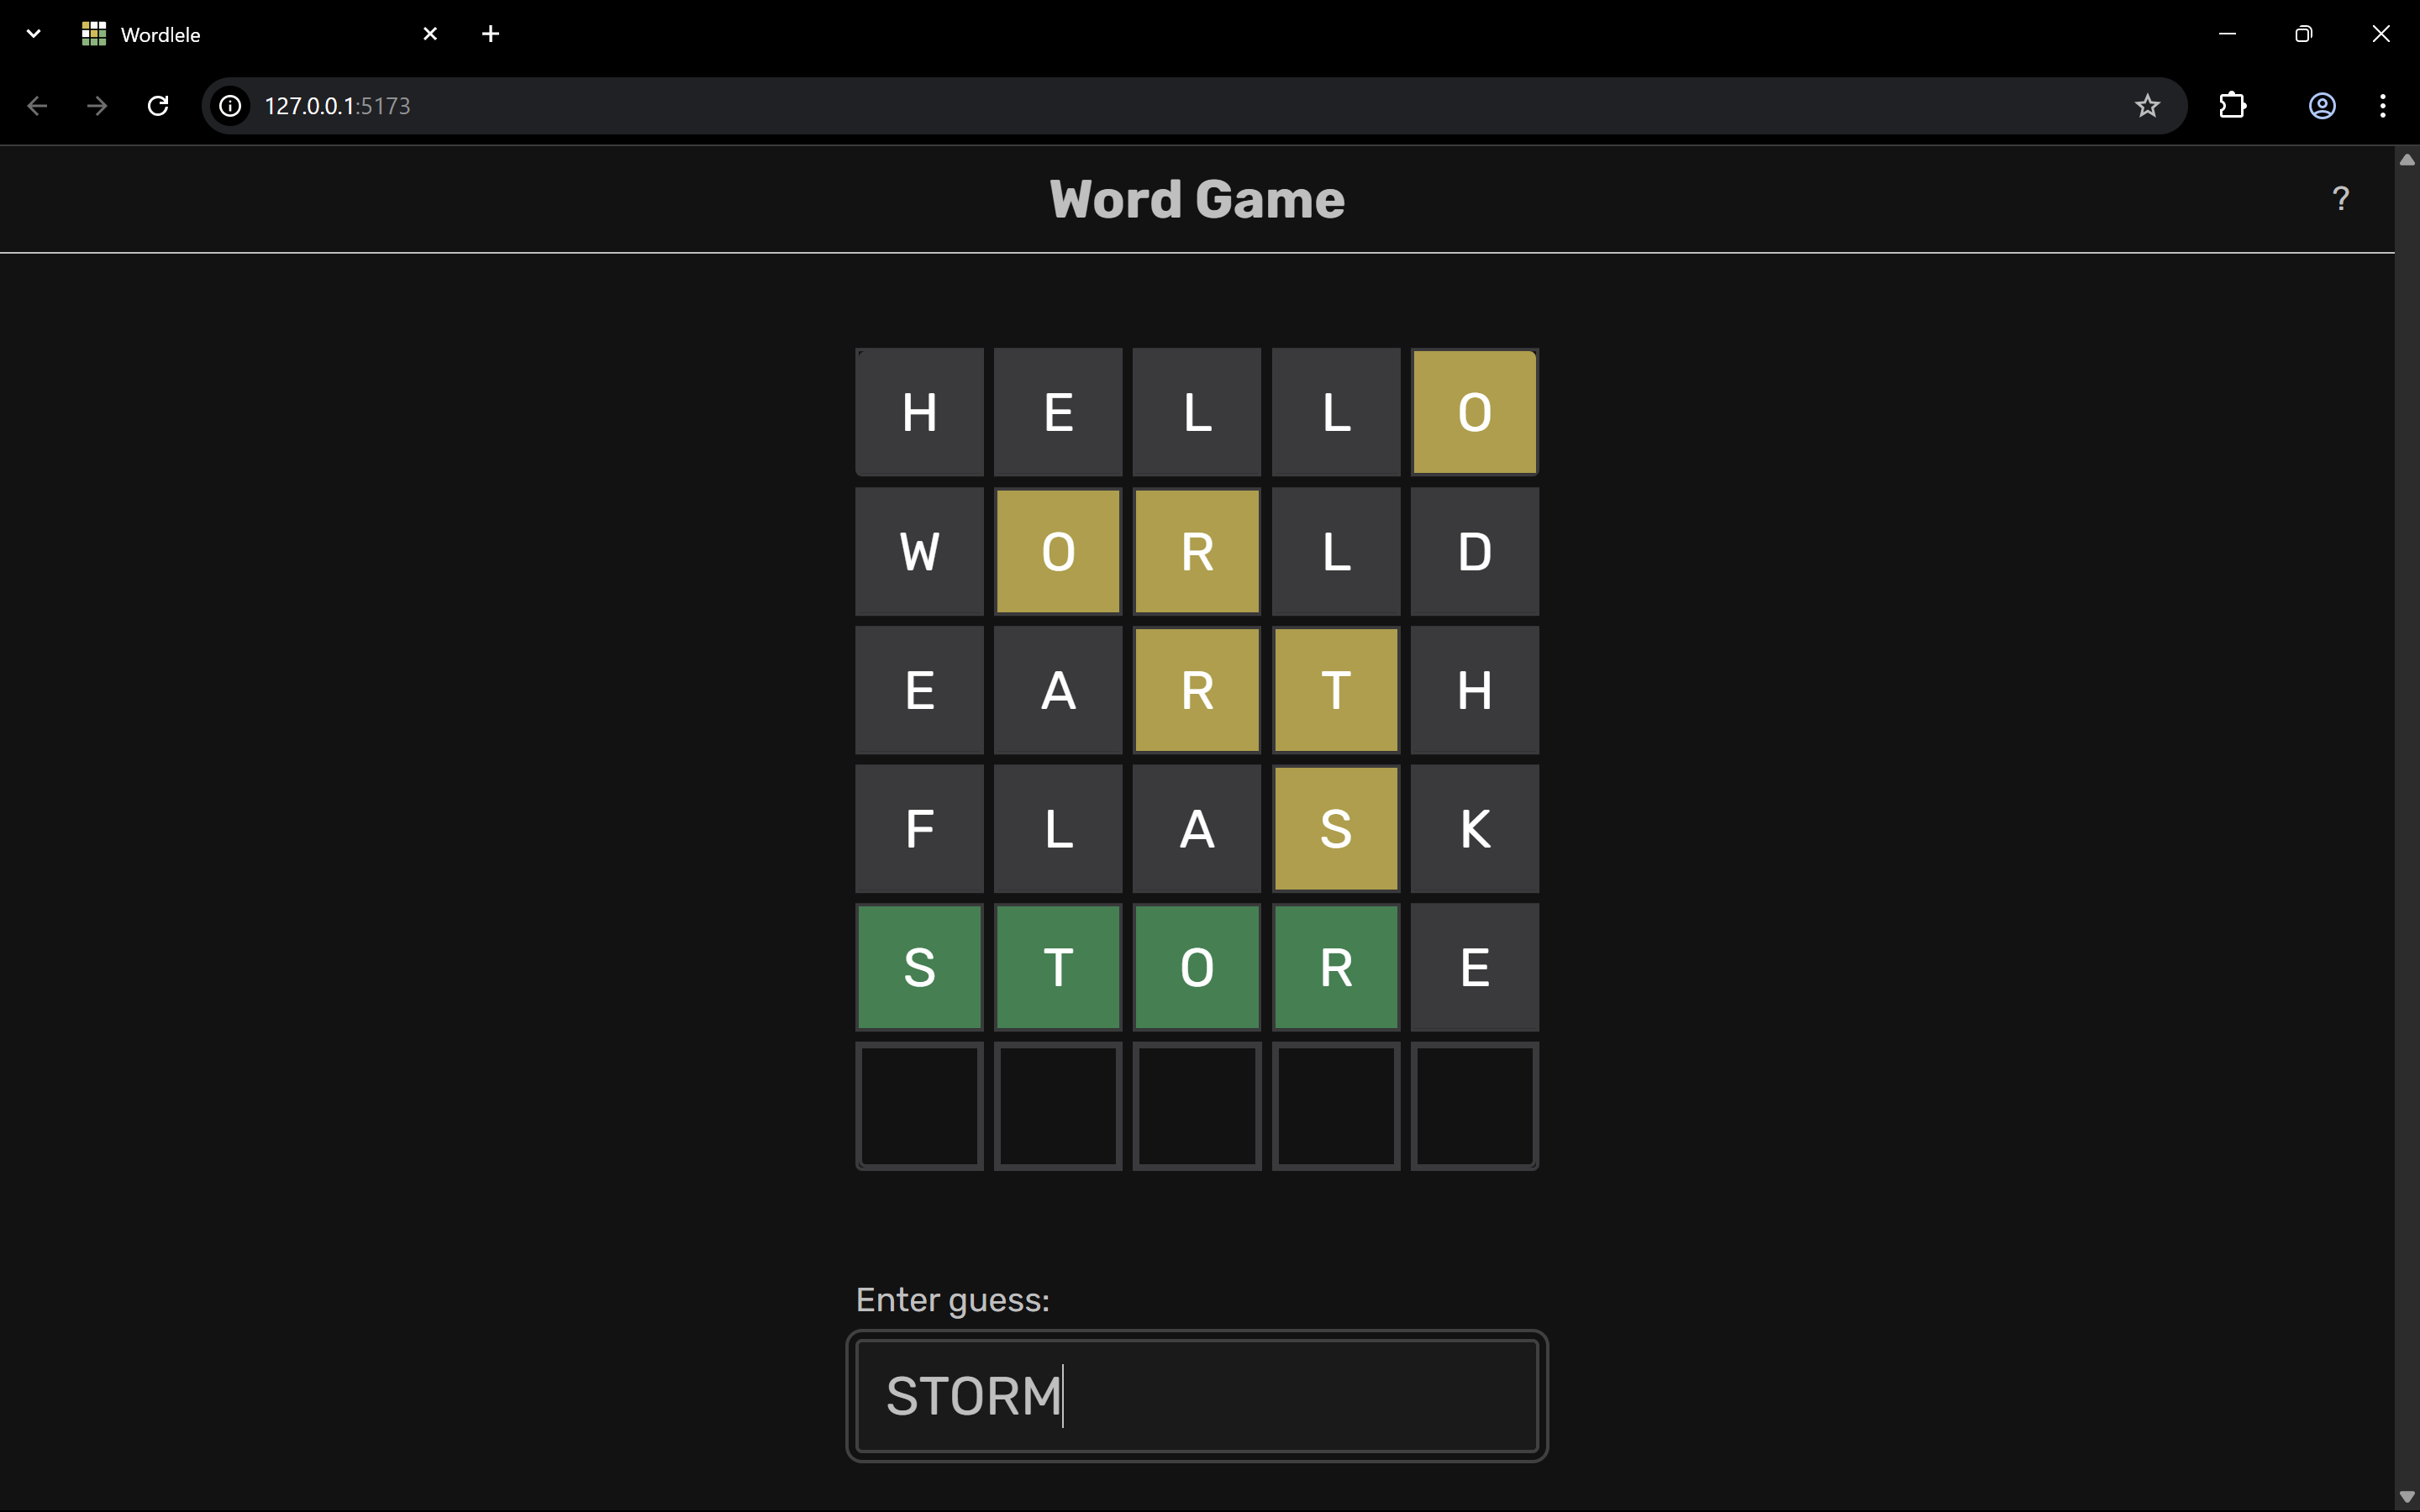 Wordlele
127.0.0.1:5173
Word Game
?
H E L L O
W O R L D
E A R T H
F L A S K
S T O R E
Enter guess:
STORM